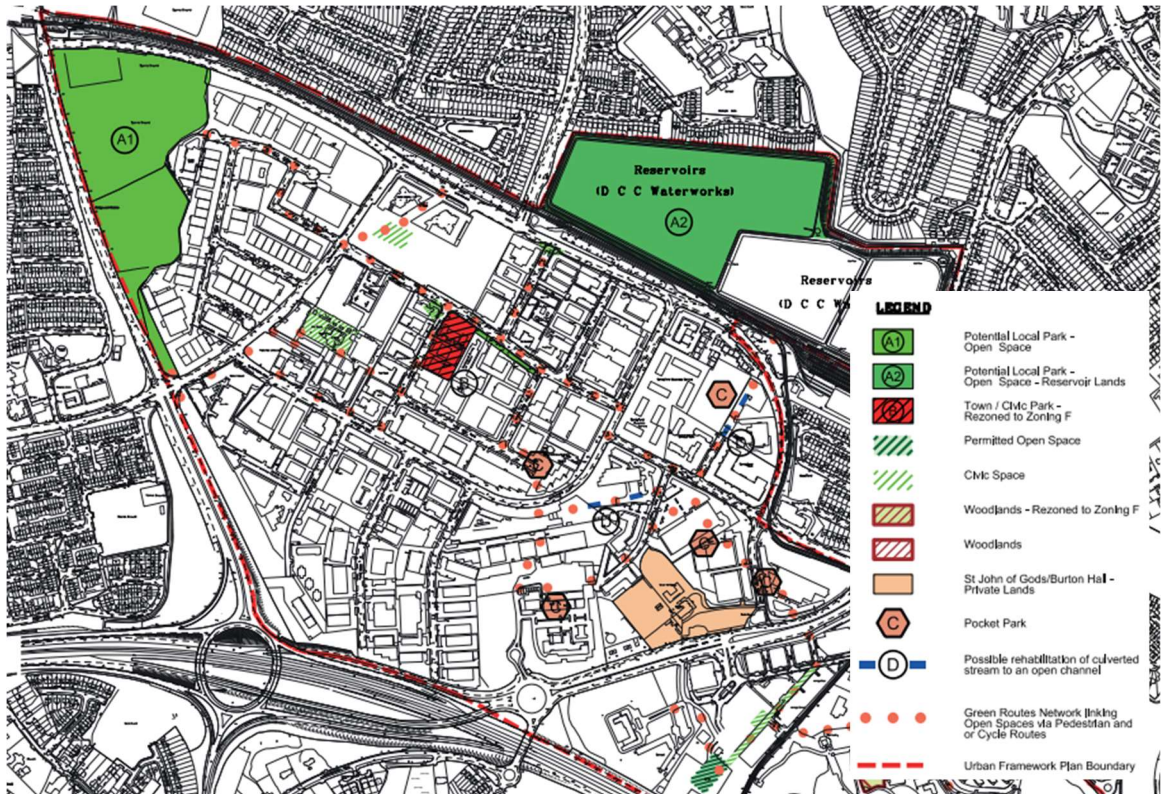 A1
Reservoirs
(D C C Waterworks)
A2
Reservoirs
(D C C Wa
B
C
D
C
D
C
C
C
LEGEND
A1
Potential Local Park -
Open Space
A2
Potential Local Park -
Open Space - Reservoir Lands
B
Town / Civic Park -
Rezoned to Zoning F
Permitted Open Space
Civic Space
Woodlands - Rezoned to Zoning F
Woodlands
St John of Gods/Burton Hall -
Private Lands
C
Pocket Park
D
Possible rehabilitation of culverted
stream to an open channel
Green Routes Network linking
Open Spaces via Pedestrian and
or Cycle Routes
Urban Framework Plan Boundary